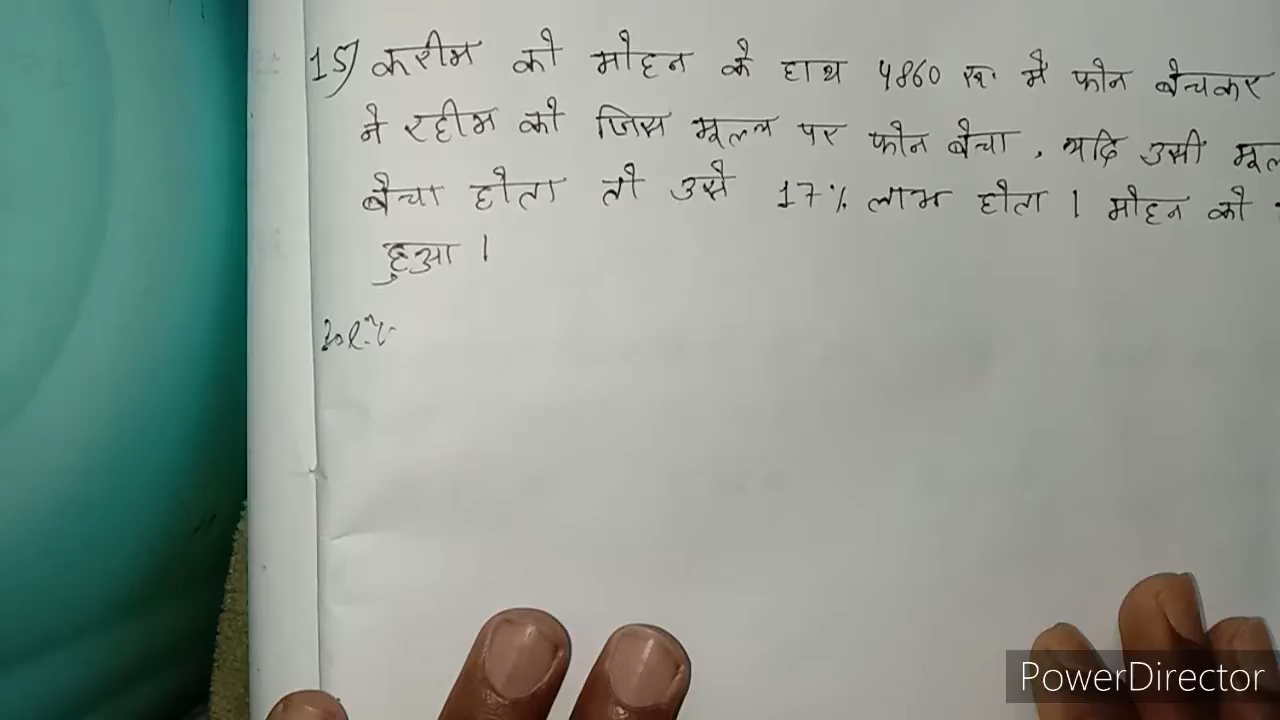 15) करीम को मोहन के हाथ 4860 रू में फोन बेचकर
ने रहीम को जिस मूल्य पर फोन बेचा , यदि उसी
बेचा होता तो उसे 17% लाभ होता । मोहन को
हुआ ।
PowerDirector